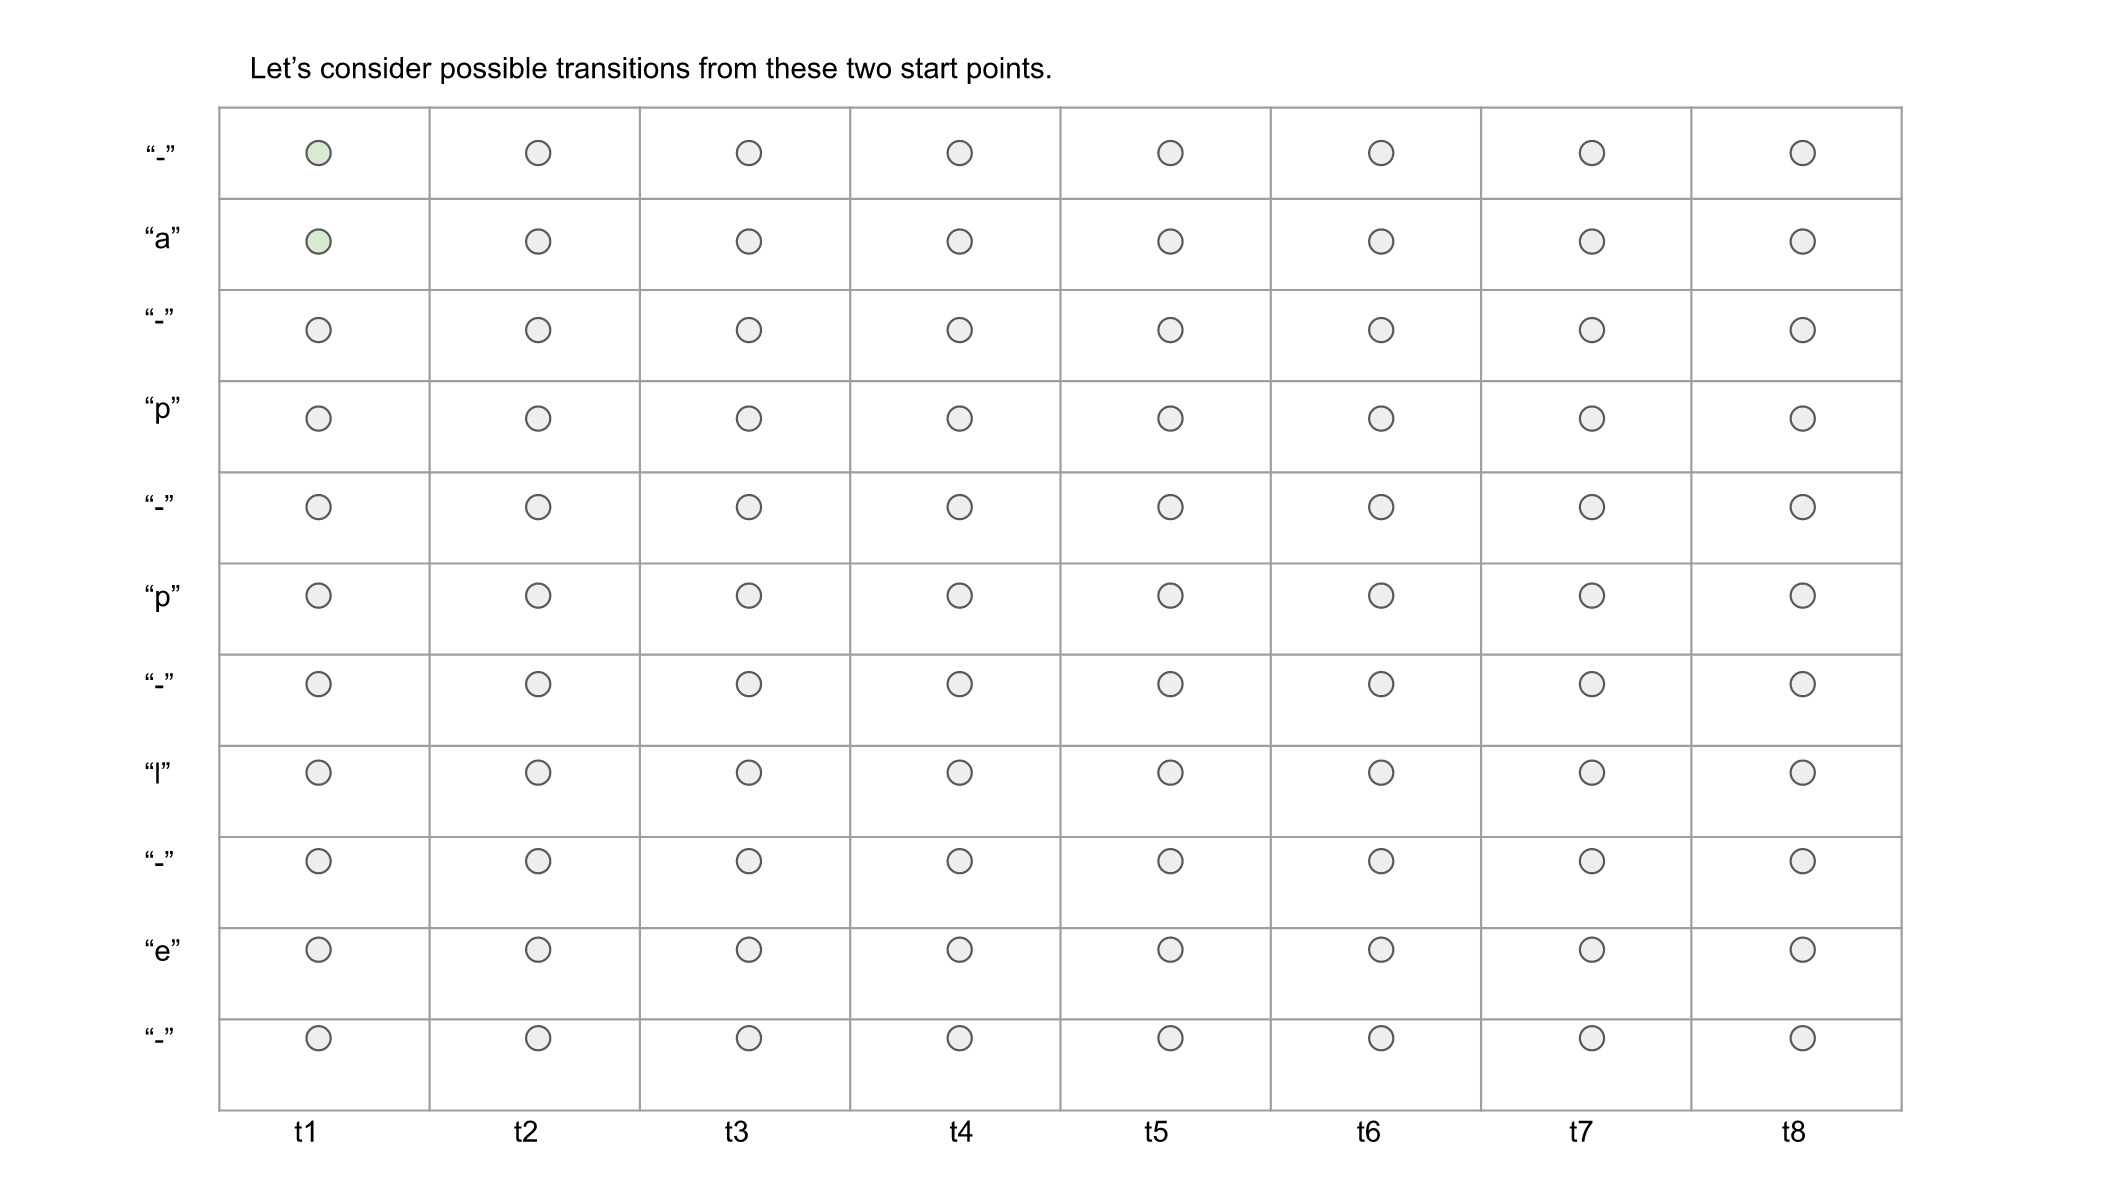 Let’s consider possible transitions from these two start points.
“-”
“a”
“-”
“p”
“-”
“p”
“-”
“l”
“-”
“e”
“-”
t1 t2 t3 t4 t5 t6 t7 t8